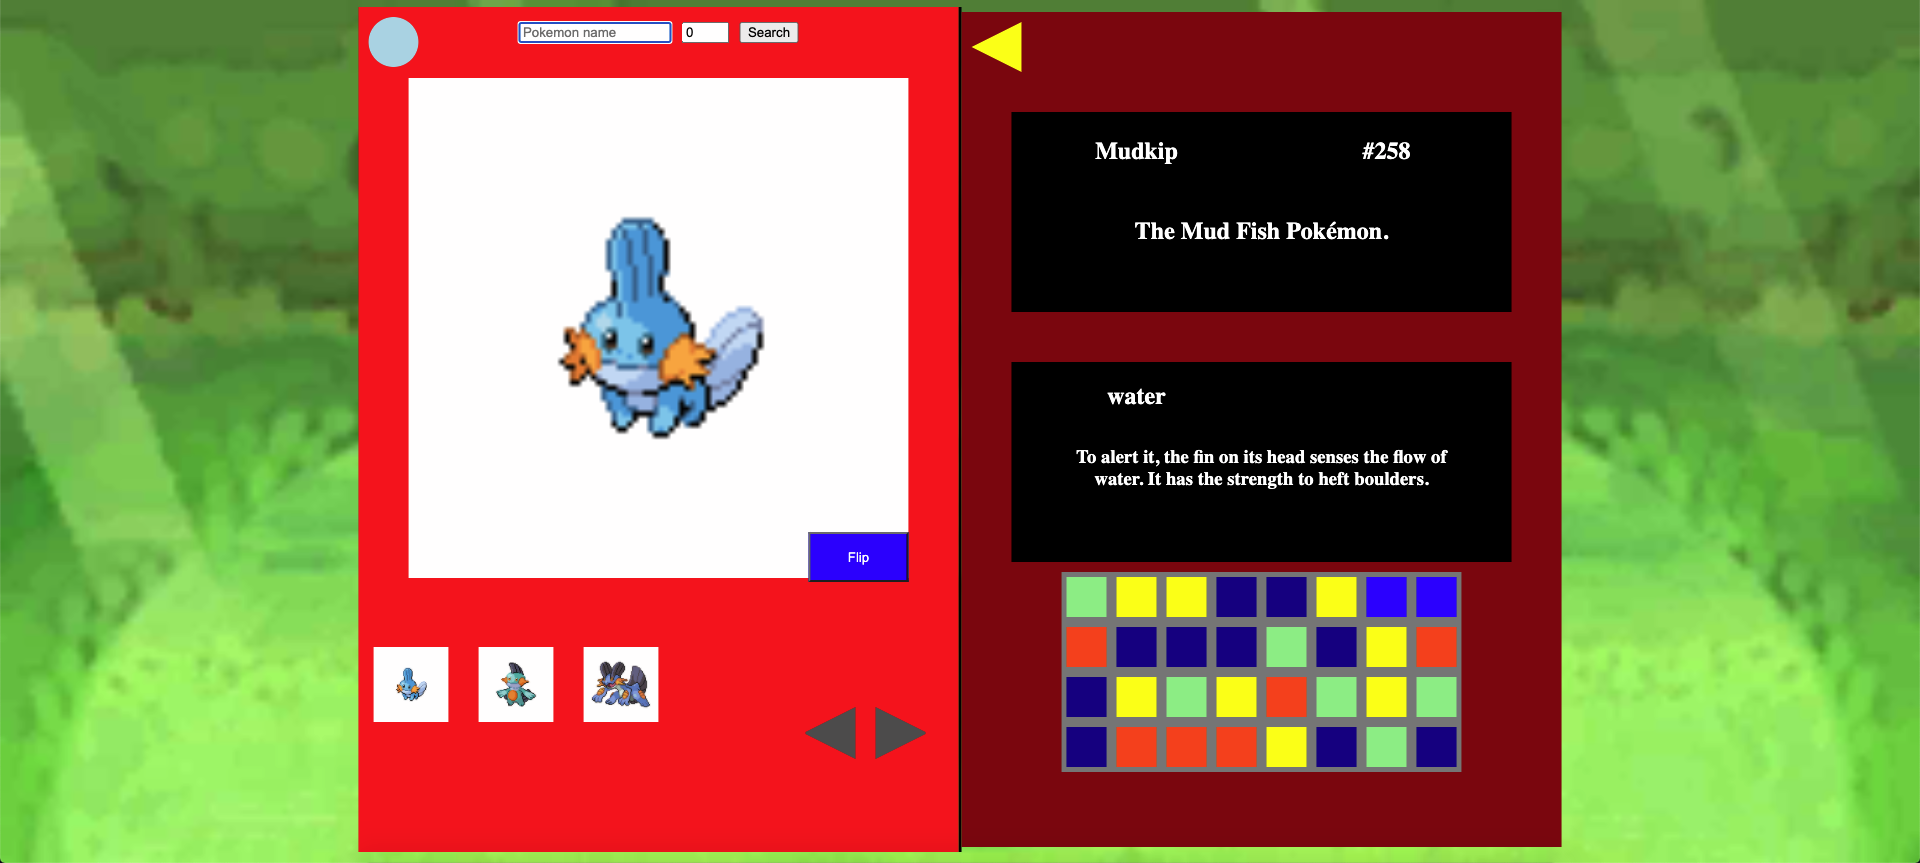 Pokemon name
0
Search
Flip
Mudkip
#258
The Mud Fish Pokémon.
water
To alert it, the fin on its head senses the flow of
water. It has the strength to heft boulders.